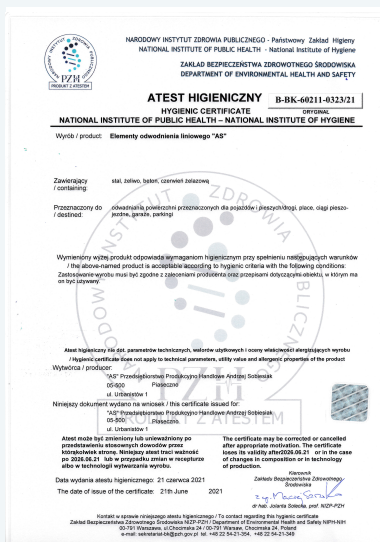 NARODOWY INSTYTUT ZDROWIA PUBLICZNEGO - Państwowy Zakład Higieny
NATIONAL INSTITUTE OF PUBLIC HEALTH - National Institute of Hygiene
ZAKŁAD BEZPIECZEŃSTWA ZDROWOTNEGO ŚRODOWISKA
DEPARTMENT OF ENVIRONMENTAL HEALTH AND SAFETY
PZH
PRODUKT Z ATESTEM
ATEST HIGIENICZNY B-BK-60211-0323/21
HYGIENIC CERTIFICATE ORYGINAL
NATIONAL INSTITUTE OF PUBLIC HEALTH – NATIONAL INSTITUTE OF HYGIENE
Wyrób / product: Elementy odwodnienia liniowego "AS"
Zawierający
/ containing:
stal, żeliwo, beton, czerwień żelazowa
Przeznaczony do
/ destined:
odwadniania powierzchni przeznaczonych dla pojazdów i pieszych/drogi, place, ciągi pieszo-
jezdne, garaże, parkingi
Wymieniony wyżej produkt odpowiada wymaganiom higienicznym przy spełnieniu następujących warunków
/ the above-named product is acceptable according to hygienic criteria with the following conditions:
Zastosowanie wyrobu musi być zgodne z zaleceniami producenta oraz przepisami dotyczącymi obiektu, w którym ma
on być używany.
Atest higieniczny nie dot. parametrów technicznych, walorów użytkowych i oceny właściwości alergizujących wyrobu
/ Hygienic certificate does not apply to technical parameters, utility value and allergenic properties of the product
Wytwórca / producer:
"AS" Przedsiębiorstwo Produkcyjno Handlowe Andrzej Sobiesiak
05-500 Piaseczno
ul. Urbanistów 1
Niniejszy dokument wydano na wniosek / this certificate issued for:
"AS" Przedsiębiorstwo Produkcyjno Handlowe Andrzej Sobiesiak
05-500 Piaseczno
ul. Urbanistów 1
Atest może być zmieniony lub unieważniony po
przedstawieniu stosownych dowodów przez
którąkolwiek stronę. Niniejszy atest traci ważność
po 2026.06.21 lub w przypadku zmian w recepturze
albo w technologii wytwarzania wyrobu.
The certificate may be corrected or cancelled
after appropriate motivation. The certificate
loses its validity after2026.06.21 or in the case
of changes in composition or in technology
of production.
Data wydania atestu higienicznego: 21 czerwca 2021
The date of issue of the certificate: 21th June 2021
Kierownik
Zakładu Bezpieczeństwa Zdrowotnego
Środowiska
dr hab. Jolanta Solecka, prof. NIZP-PZH
Kontakt w sprawie niniejszego atestu higienicznego / To contact regarding this hygienic certificate
Zakład Bezpieczeństwa Zdrowotnego Środowiska NIZP-PZH / Department of Environmental Health and Safety NIPH-NIH
00-791 Warszawa, ul.Chocimska 24 / 00-791 Warsaw, Chocimska 24, Poland
e-mail: sekretariat-bk@pzh.gov.pl tel. +48 22 54-21-354, +48 22 54-21-349